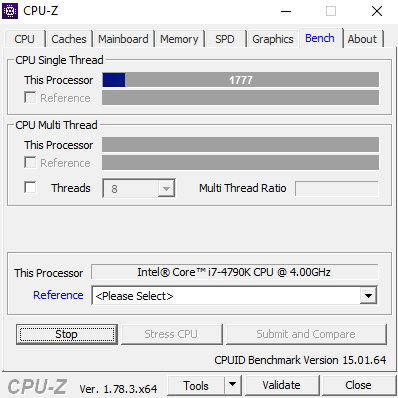 CPU-Z
CPU Caches Mainboard Memory SPD Graphics Bench About
CPU Single Thread
This Processor 1777
Reference
CPU Multi Thread
This Processor
Reference
Threads 8 Multi Thread Ratio
This Processor Intel® Core™ i7-4790K CPU @ 4.00GHz
Reference <Please Select>
Stop Stress CPU Submit and Compare
CPUID Benchmark Version 15.01.64
CPU-Z Ver. 1.78.3.x64 Tools Validate Close